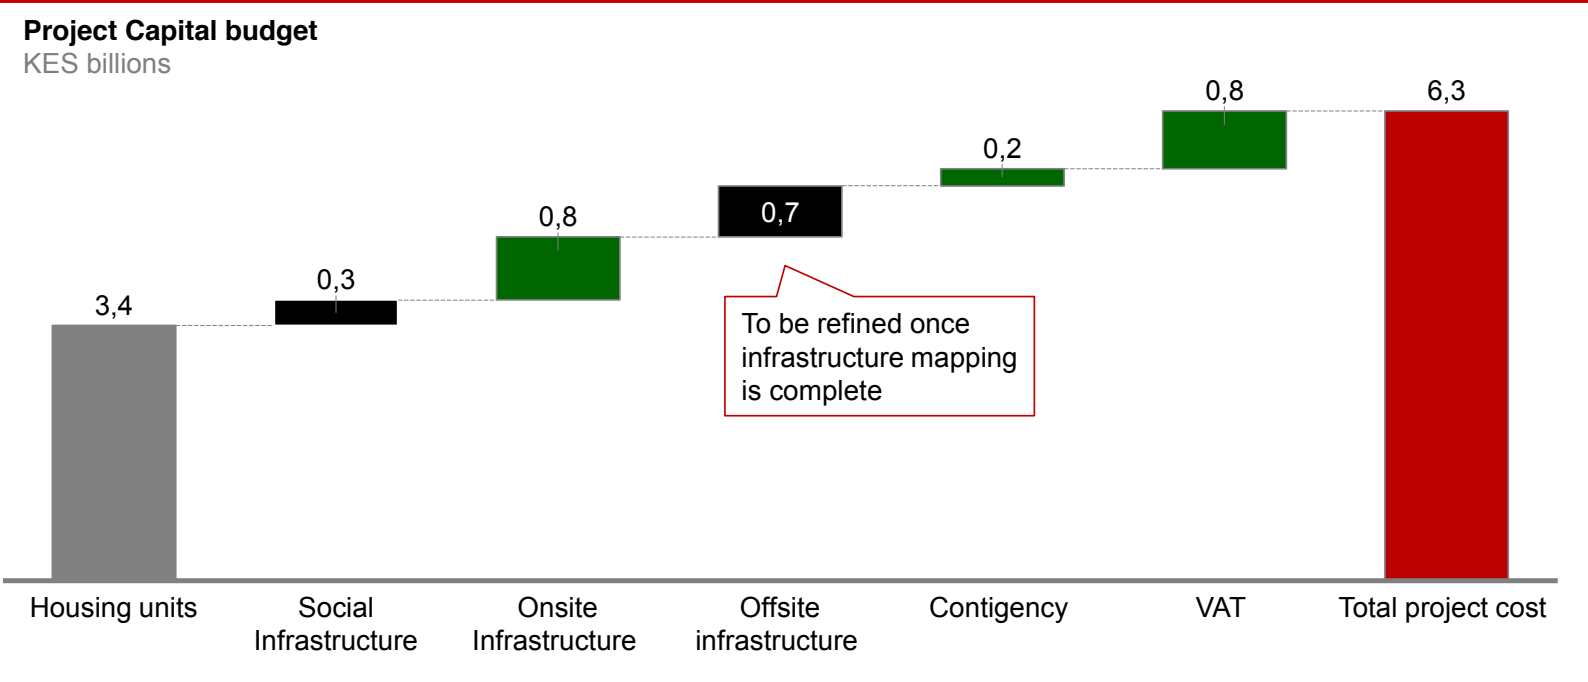 Project Capital budget
KES billions
0,8
6,3
0,2
0,8
0,7
0,3
3,4
To be refined once
infrastructure mapping
is complete
Housing units
Social
Infrastructure
Onsite
Infrastructure
Offsite
infrastructure
Contigency
VAT
Total project cost